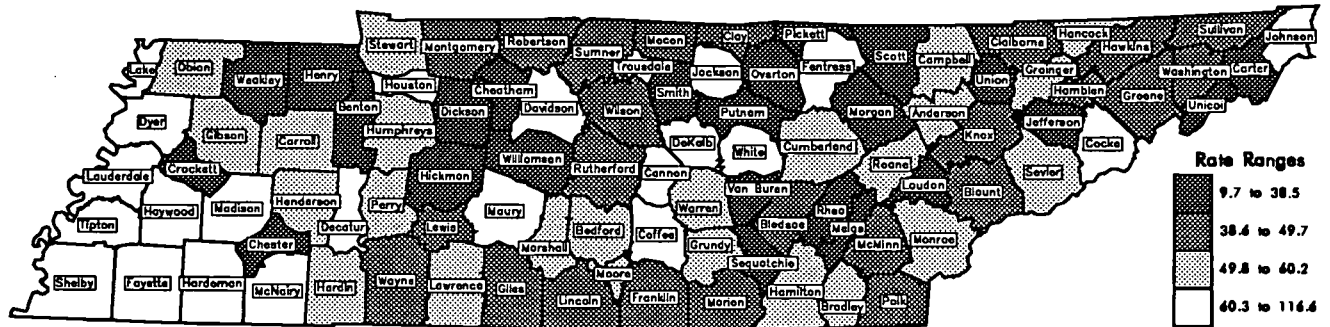 Stewart Montgomery Robertson Sumner Macon Clay Pickett Scott Campbell Claiborne Hancock Hawkins Sullivan Johnson
Lake Obion Weakley Henry Houston Cheatham Trousdale Jackson Overton Fentress Union Grainger Washington Carter
Benton Dickson Davidson Wilson Smith Putnam Morgan Anderson Hamblen Greene Unicoi
Dyer Gibson Carroll Humphreys Knox Jefferson
Crockett Williamson Rutherford DeKalb White Cumberland Roane Sevier Cocke
Lauderdale Hickman Cannon Van Buren Loudon Blount
Haywood Madison Henderson Perry Maury Warren Rhea
Tipton Decatur Lewis Bedford Coffee Bledsoe Meigs McMinn Monroe
Chester Marshall Grundy
Shelby Fayette Hardeman McNairy Hardin Wayne Lawrence Giles Moore Sequatchie
Lincoln Franklin Marion Hamilton Bradley Polk
Rate Ranges
9.7 to 38.5
38.6 to 49.7
49.8 to 60.2
60.3 to 116.6